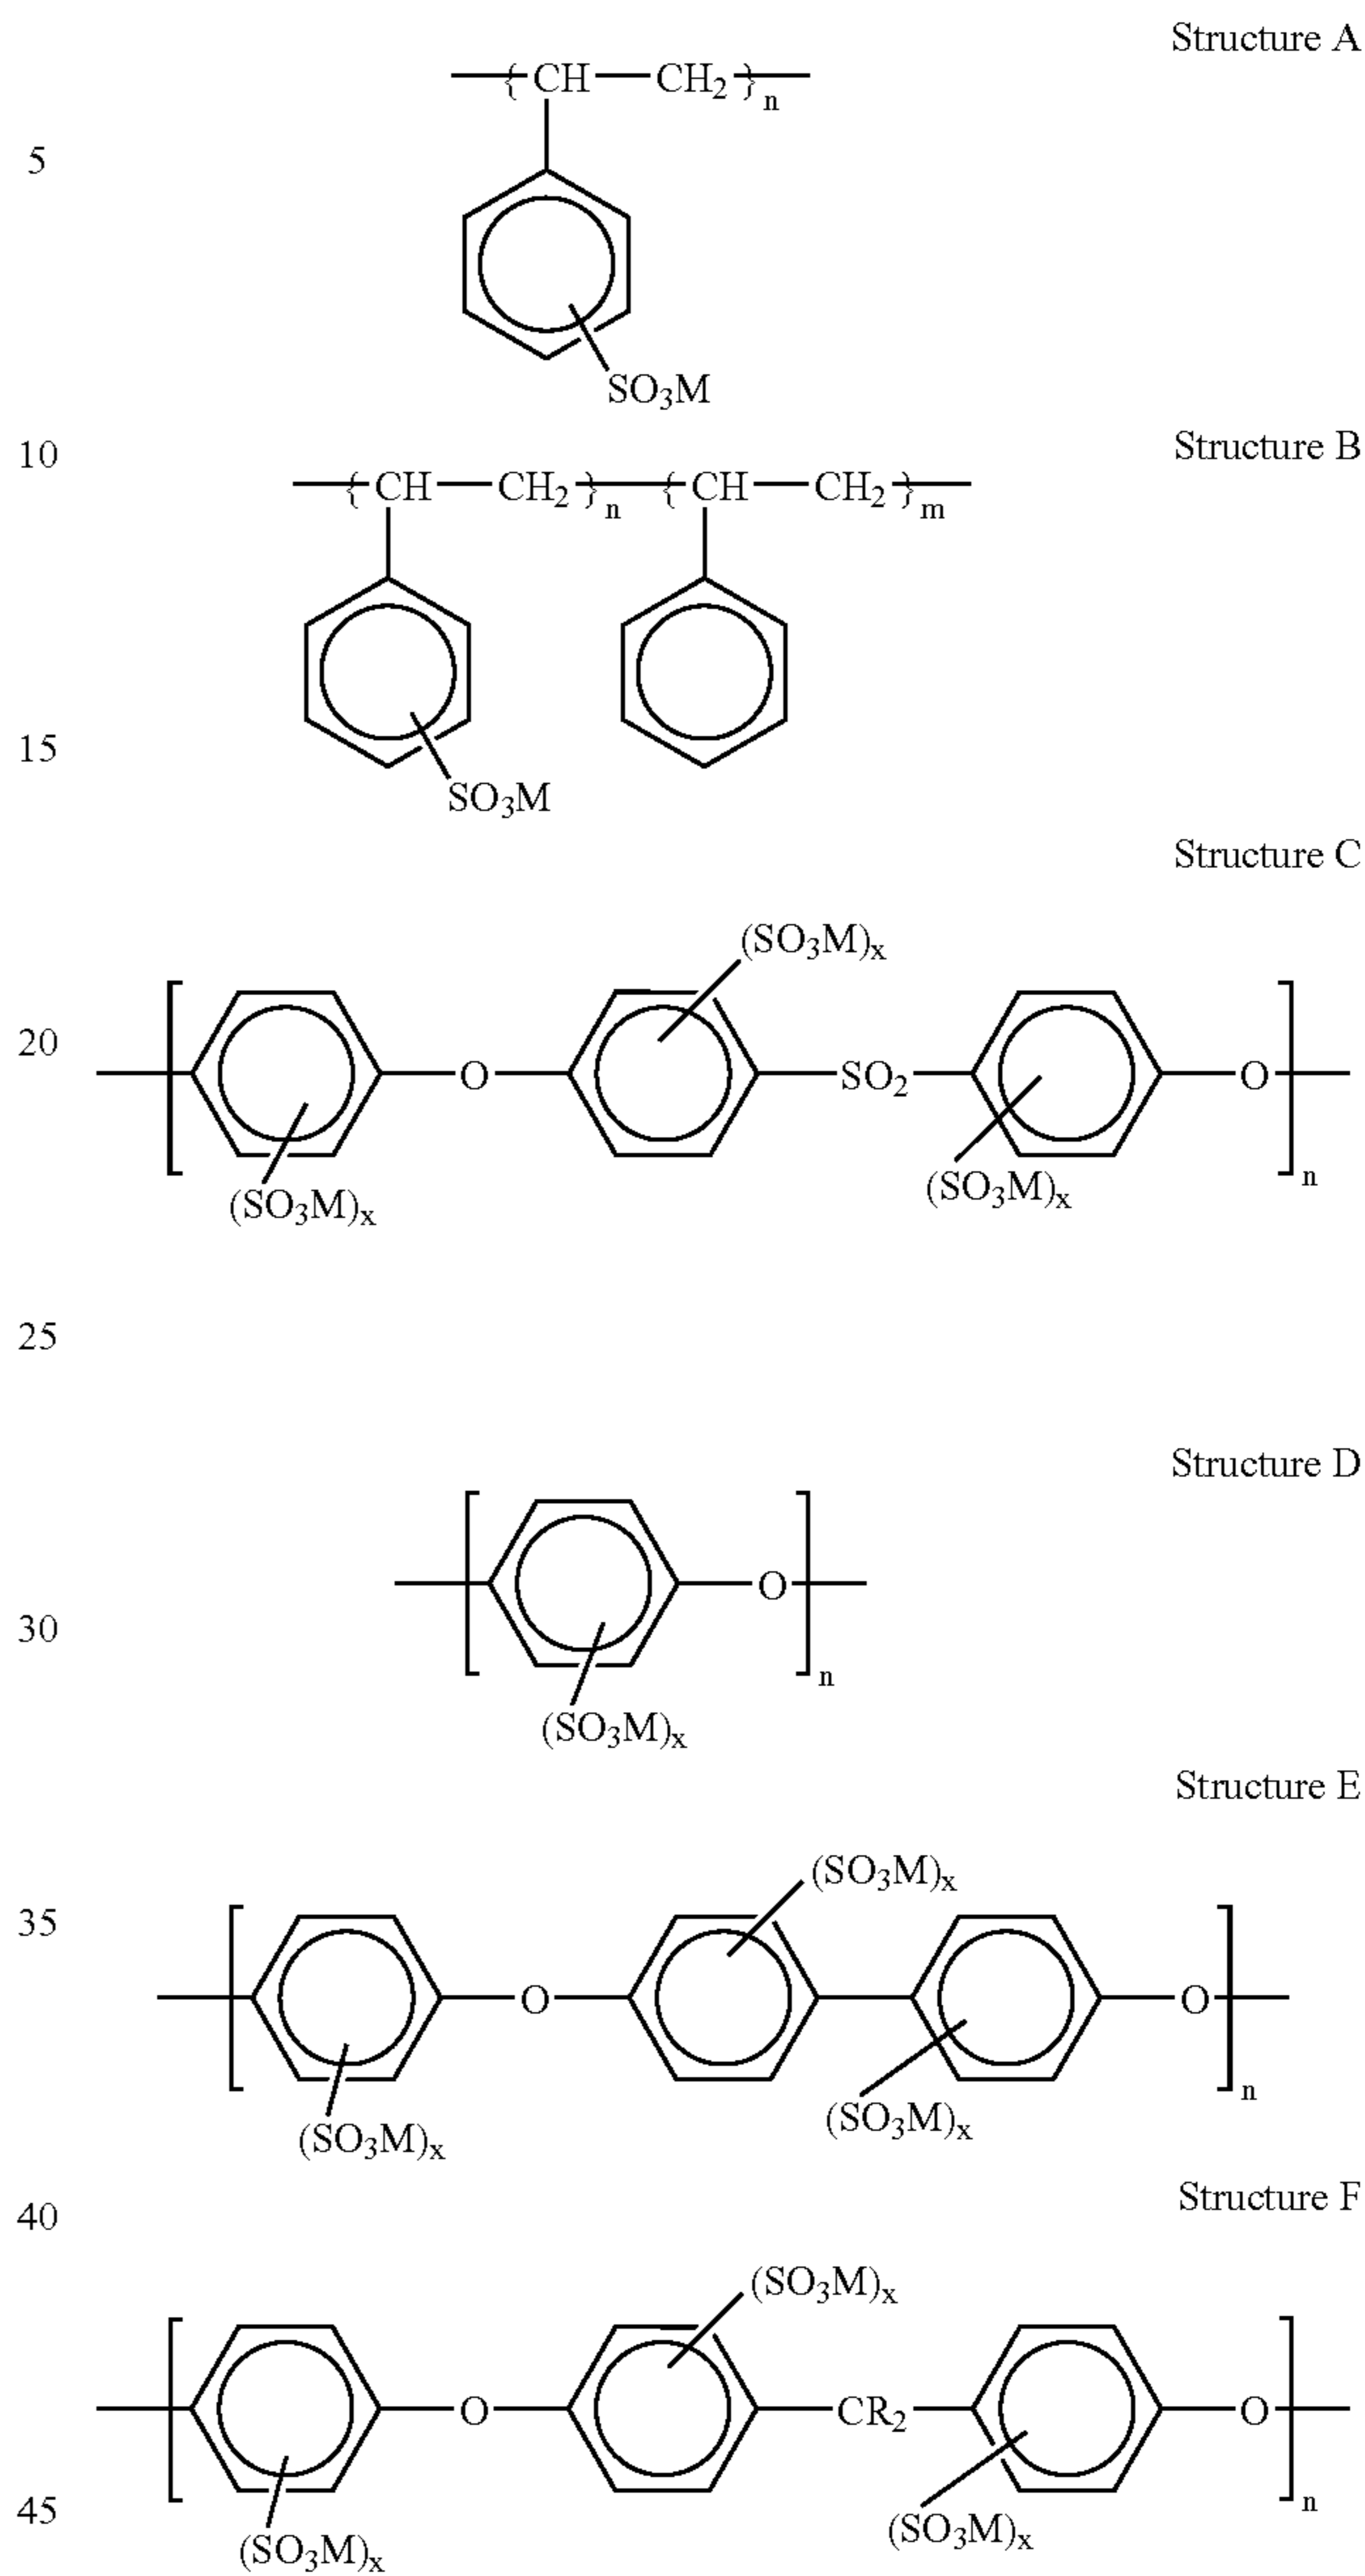 Structure A
{CH—CH₂}ₙ
5
SO₃M
10 Structure B
{CH—CH₂}ₙ {CH—CH₂}ₘ
15
SO₃M
Structure C
(SO₃M)ₓ
20
O SO₂ O
n
(SO₃M)ₓ (SO₃M)ₓ
25
Structure D
O
30
n
(SO₃M)ₓ
Structure E
(SO₃M)ₓ
35
O O
n
(SO₃M)ₓ (SO₃M)ₓ
Structure F
40
(SO₃M)ₓ
O CR₂ O
n
45
(SO₃M)ₓ (SO₃M)ₓ